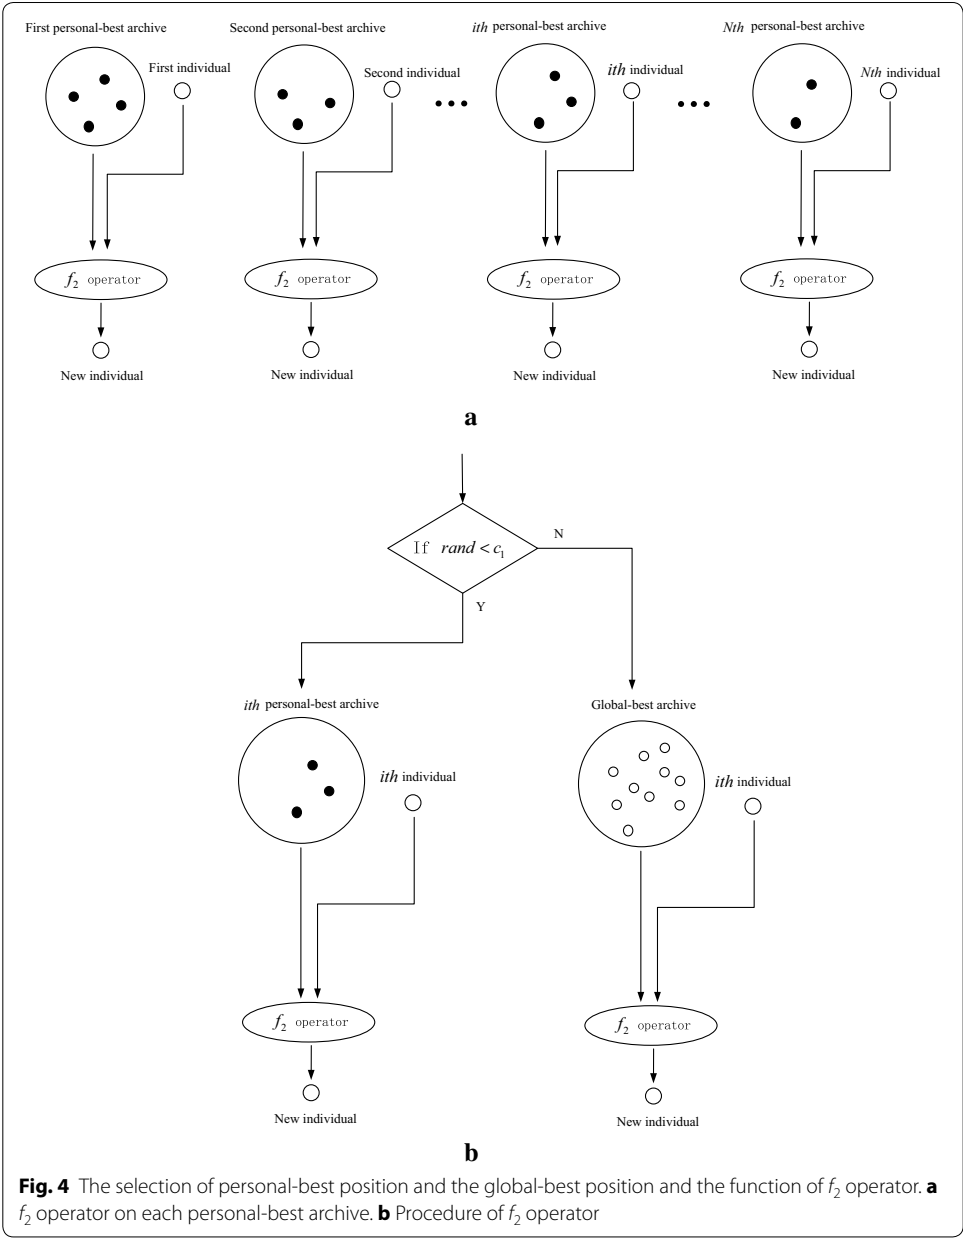 First personal-best archive
Second personal-best archive
ith personal-best archive
Nth personal-best archive
First individual
Second individual
ith individual
Nth individual
f₂ operator
f₂ operator
f₂ operator
f₂ operator
New individual
New individual
New individual
New individual
a
If rand < c₁
N
Y
ith personal-best archive
Global-best archive
ith individual
ith individual
f₂ operator
f₂ operator
New individual
New individual
b
Fig. 4 The selection of personal-best position and the global-best position and the function of f₂ operator. a
f₂ operator on each personal-best archive. b Procedure of f₂ operator